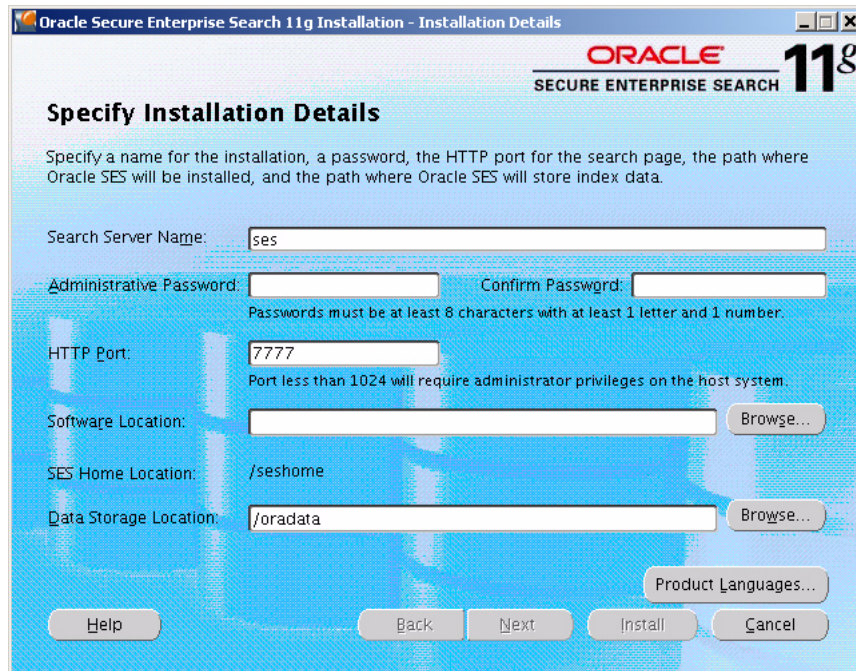 Oracle Secure Enterprise Search 11g Installation - Installation Details
ORACLE
SECURE ENTERPRISE SEARCH 11g
Specify Installation Details
Specify a name for the installation, a password, the HTTP port for the search page, the path where
Oracle SES will be installed, and the path where Oracle SES will store index data.
Search Server Name: ses
Administrative Password: Confirm Password:
Passwords must be at least 8 characters with at least 1 letter and 1 number.
HTTP Port: 7777
Port less than 1024 will require administrator privileges on the host system.
Software Location: Browse...
SES Home Location: /seshome
Data Storage Location: /oradata Browse...
Product Languages...
Help Back Next Install Cancel